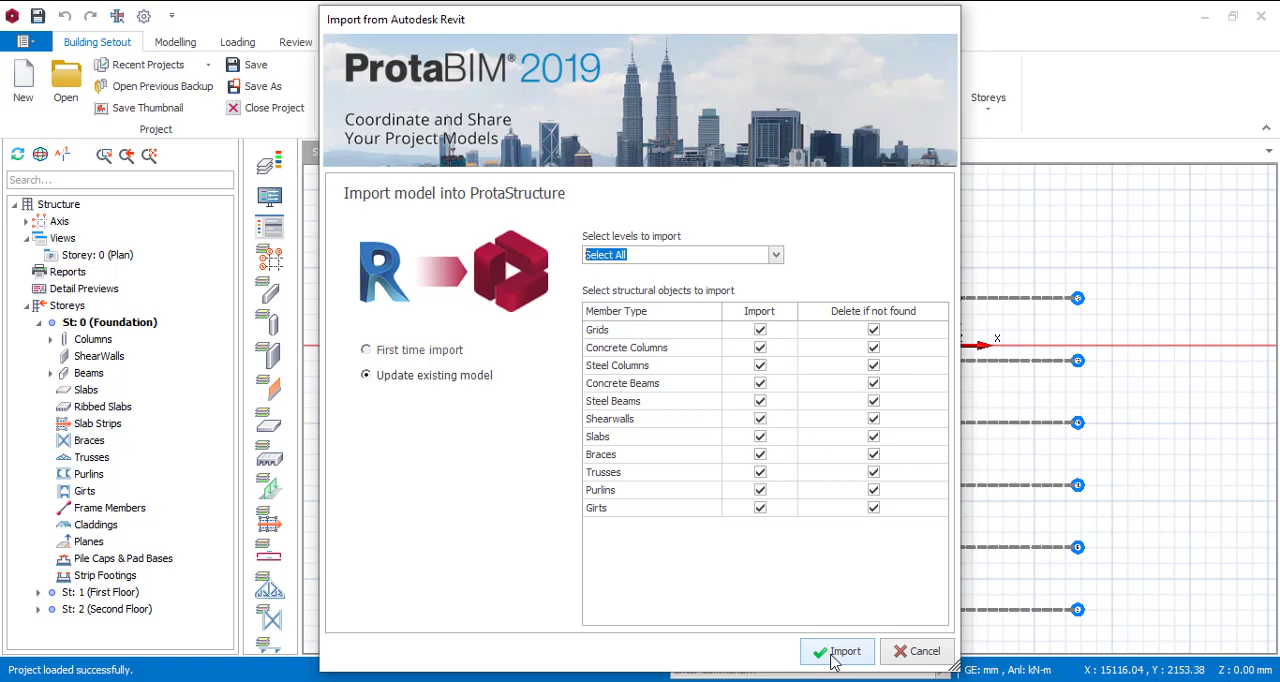 Import from Autodesk Revit
Building Setout
Modelling
Loading
Review
New
Open
Recent Projects
Open Previous Backup
Save Thumbnail
Save
Save As
Close Project
Project
Storeys
ProtaBIM® 2019
Coordinate and Share
Your Project Models
Search...
Structure
Axis
Views
Storey: 0 (Plan)
Reports
Detail Previews
Storeys
St: 0 (Foundation)
Columns
ShearWalls
Beams
Slabs
Ribbed Slabs
Slab Strips
Braces
Trusses
Purlins
Girts
Frame Members
Claddings
Planes
Pile Caps & Pad Bases
Strip Footings
St: 1 (First Floor)
St: 2 (Second Floor)
Import model into ProtaStructure
R
First time import
Update existing model
Select levels to import
Select All
Select structural objects to import
Member Type Import Delete if not found
Grids
Concrete Columns
Steel Columns
Concrete Beams
Steel Beams
Shearwalls
Slabs
Braces
Trusses
Purlins
Girts
Import
Cancel
X
Project loaded successfully.
GE: mm , Anl: kN-m
X : 15116.04 , Y : 2153.38
Z : 0.00 mm